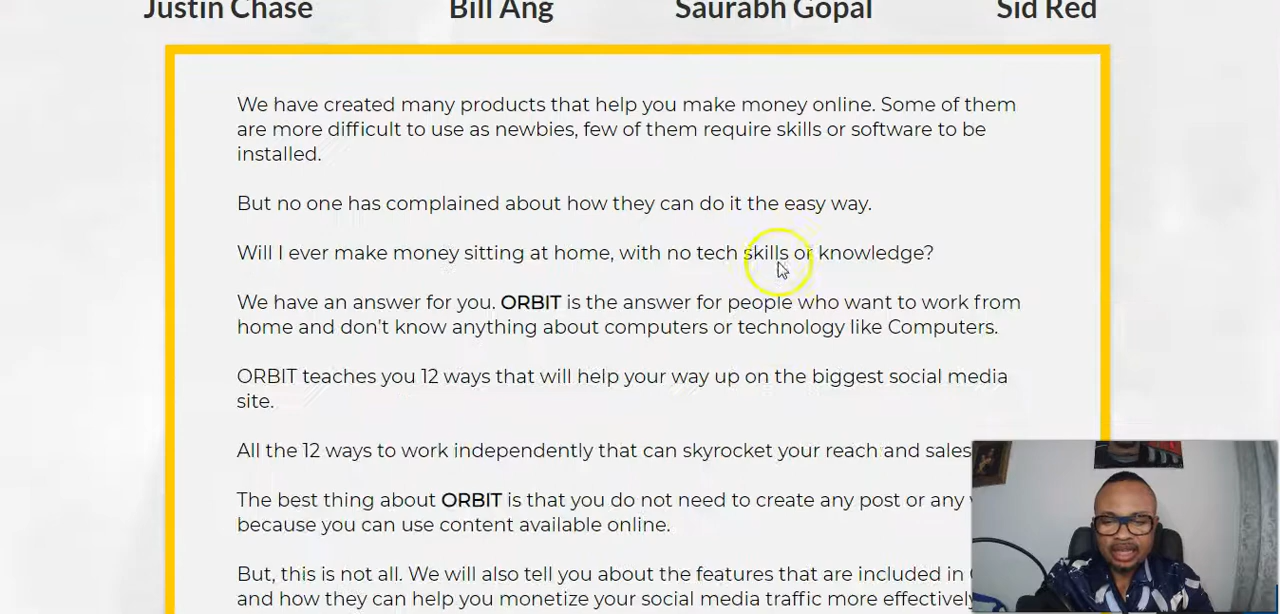 Justin Chase Bill Ang Saurabh Gopal Sid Red
We have created many products that help you make money online. Some of them
are more difficult to use as newbies, few of them require skills or software to be
installed.
But no one has complained about how they can do it the easy way.
Will I ever make money sitting at home, with no tech skills or knowledge?
We have an answer for you. ORBIT is the answer for people who want to work from
home and don't know anything about computers or technology like Computers.
ORBIT teaches you 12 ways that will help your way up on the biggest social media
site.
All the 12 ways to work independently that can skyrocket your reach and sales
The best thing about ORBIT is that you do not need to create any post or any
because you can use content available online.
But, this is not all. We will also tell you about the features that are included in
and how they can help you monetize your social media traffic more effectively